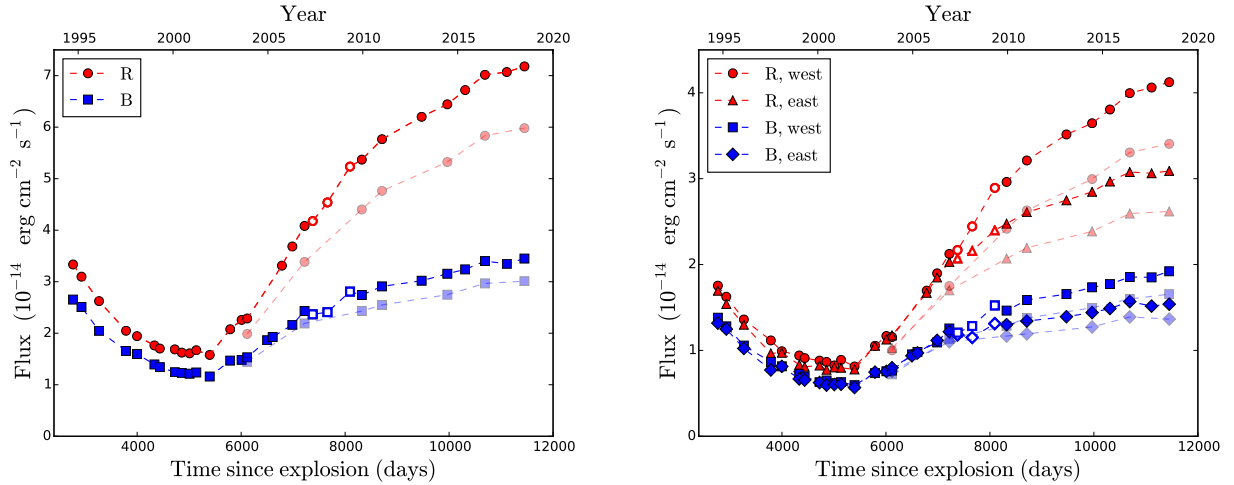 Year
1995 2000 2005 2010 2015 2020
R
B
7
6
5
4
3
2
1
0
Flux (10⁻¹⁴ erg cm⁻² s⁻¹)
4000 6000 8000 10000 12000
Time since explosion (days)
Year
1995 2000 2005 2010 2015 2020
R, west
R, east
B, west
B, east
4
3
2
1
0
Flux (10⁻¹⁴ erg cm⁻² s⁻¹)
4000 6000 8000 10000 12000
Time since explosion (days)